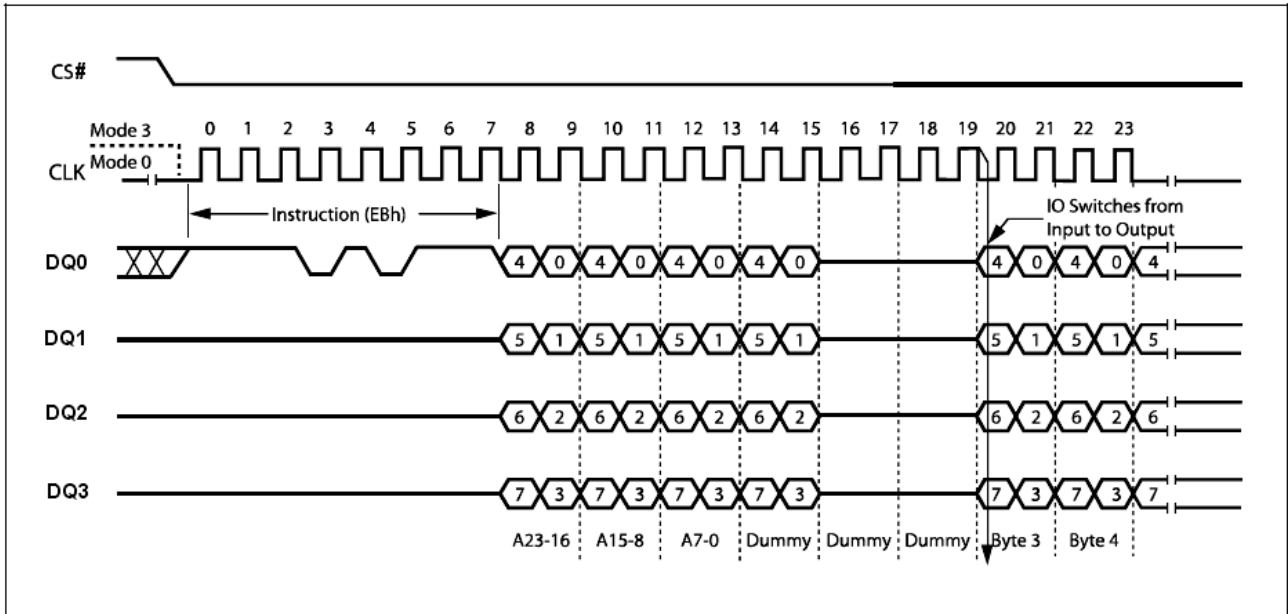 CS#
Mode 3
0 1 2 3 4 5 6 7 8 9 10 11 12 13 14 15 16 17 18 19 20 21 22 23
CLK Mode 0
Instruction (EBh)
IO Switches from
Input to Output
DQ0 4 0 4 0 4 0 4 0 4 0 4 0 4
DQ1 5 1 5 1 5 1 5 1 5 1 5 1 5
DQ2 6 2 6 2 6 2 6 2 6 2 6 2 6
DQ3 7 3 7 3 7 3 7 3 7 3 7 3 7
A23-16 A15-8 A7-0 Dummy Dummy Dummy Byte 3 Byte 4